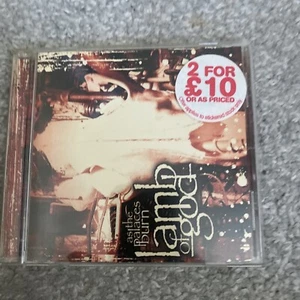 2 FOR
£10
OR AS PRICED
as the
palaces
burn
lamb
of god